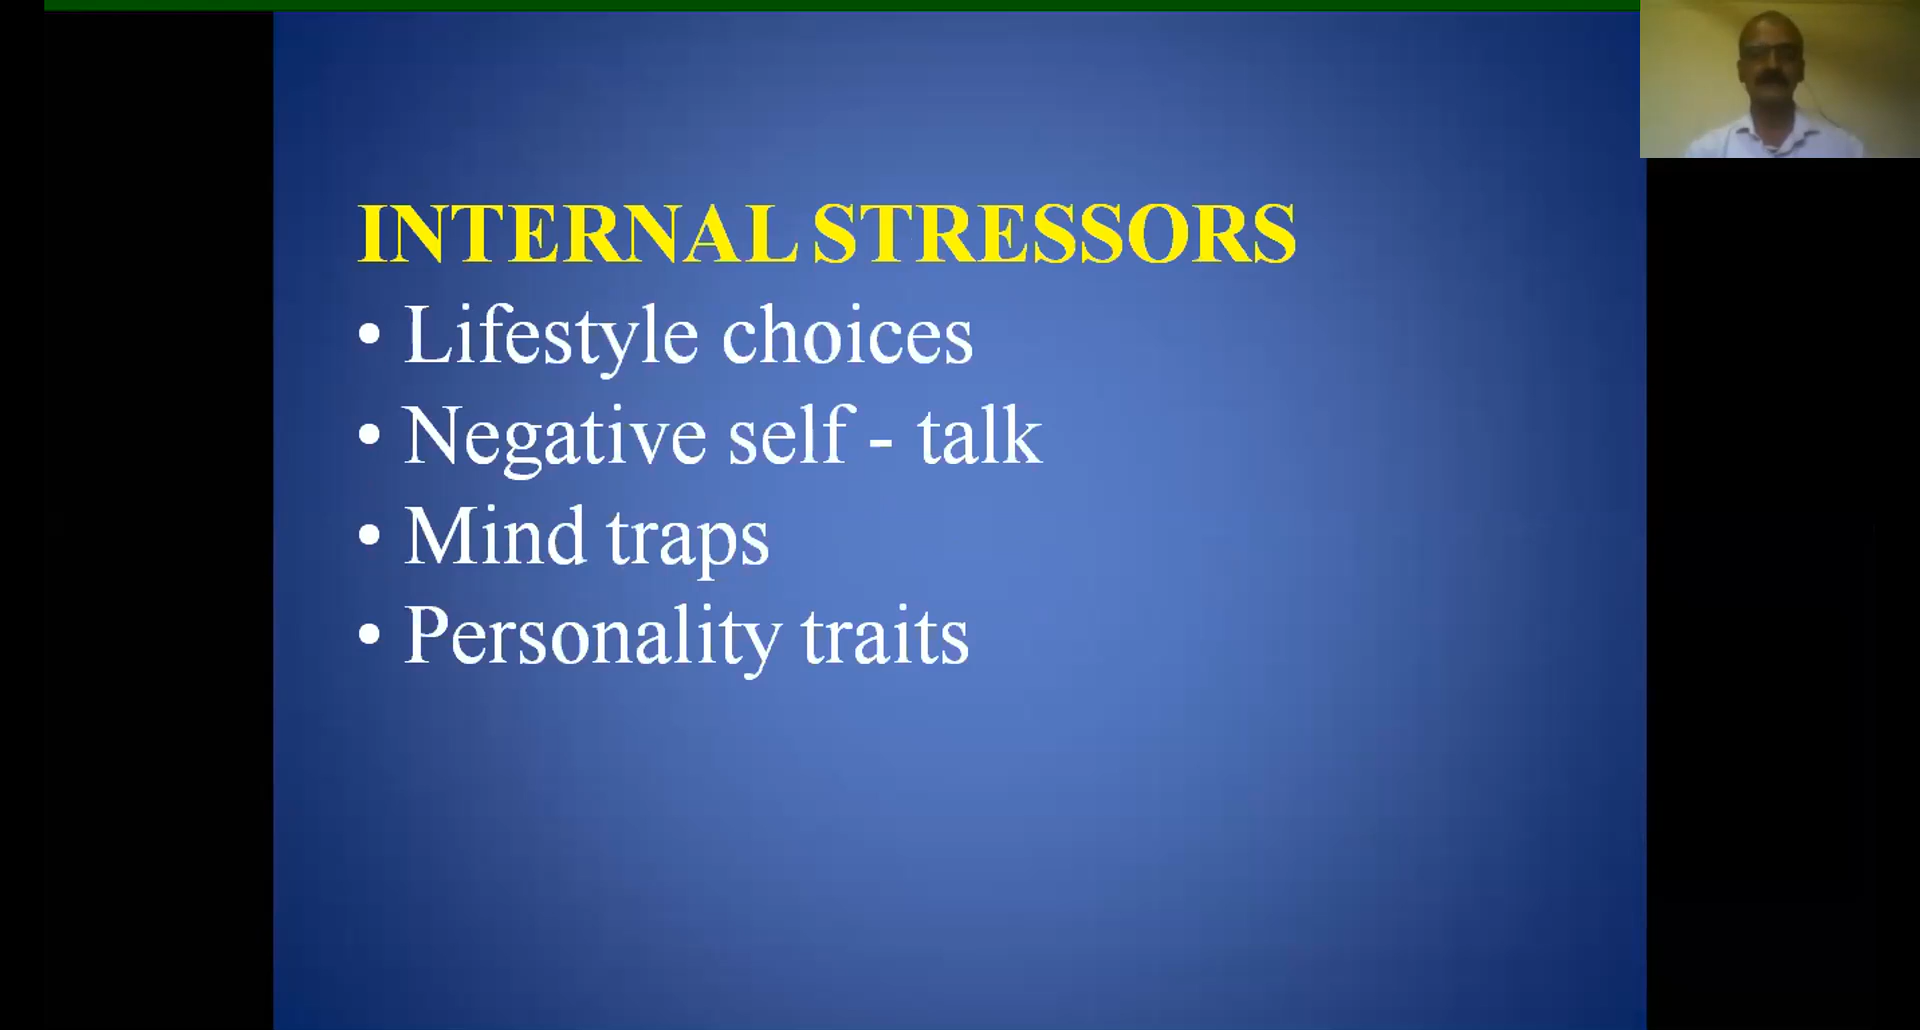 INTERNAL STRESSORS
• Lifestyle choices
• Negative self - talk
• Mind traps
• Personality traits